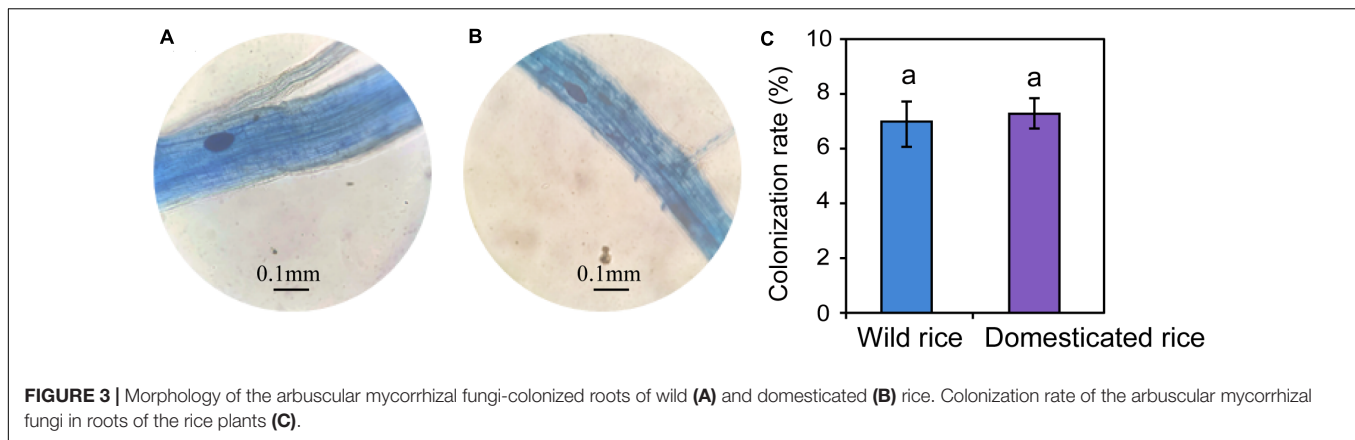 A
B
C
0.1mm
0.1mm
Colonization rate (%)
10
8
6
4
2
0
a
a
Wild rice
Domesticated rice
FIGURE 3 | Morphology of the arbuscular mycorrhizal fungi-colonized roots of wild (A) and domesticated (B) rice. Colonization rate of the arbuscular mycorrhizal
fungi in roots of the rice plants (C).